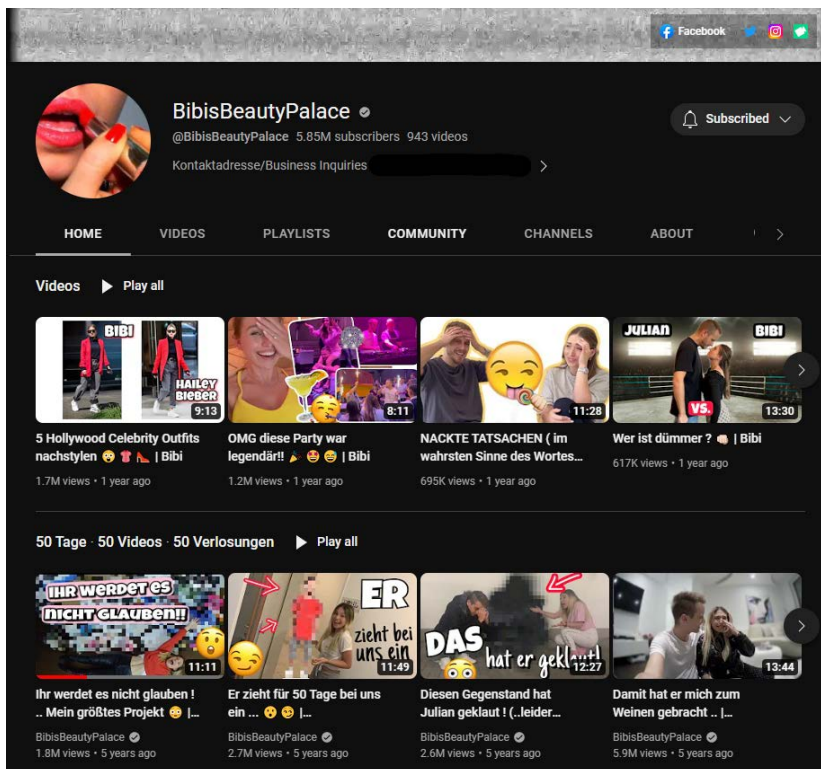 Facebook
BibisBeautyPalace
@BibisBeautyPalace 5.85M subscribers 943 videos
Subscribed
Kontaktadresse/Business Inquiries
HOME VIDEOS PLAYLISTS COMMUNITY CHANNELS ABOUT
Videos Play all
BIBI
HAILEY
BIEBER
9:13
8:11
11:28
JULIAN BIBI
VS.
13:30
5 Hollywood Celebrity Outfits
nachstylen 😳 👚 👠 | Bibi
1.7M views • 1 year ago
OMG diese Party war
legendär!! 🎉 🤩 😅 | Bibi
1.2M views • 1 year ago
NACKTE TATSACHEN ( im
wahrsten Sinne des Wortes...
695K views • 1 year ago
Wer ist dümmer ? 👊🏻 | Bibi
617K views • 1 year ago
50 Tage · 50 Videos · 50 Verlosungen Play all
IHR WERDET ES
NICHT GLAUBEN!!
11:11
ER
zieht bei
uns ein
11:49
DAS
hat er geklaut!
12:27
13:44
Ihr werdet es nicht glauben !
.. Mein größtes Projekt 😳 |...
BibisBeautyPalace
1.8M views • 5 years ago
Er zieht für 50 Tage bei uns
ein ... 😮 😏 |...
BibisBeautyPalace
2.7M views • 5 years ago
Diesen Gegenstand hat
Julian geklaut ! (..leider...
BibisBeautyPalace
2.6M views • 5 years ago
Damit hat er mich zum
Weinen gebracht .. |...
BibisBeautyPalace
5.9M views • 5 years ago